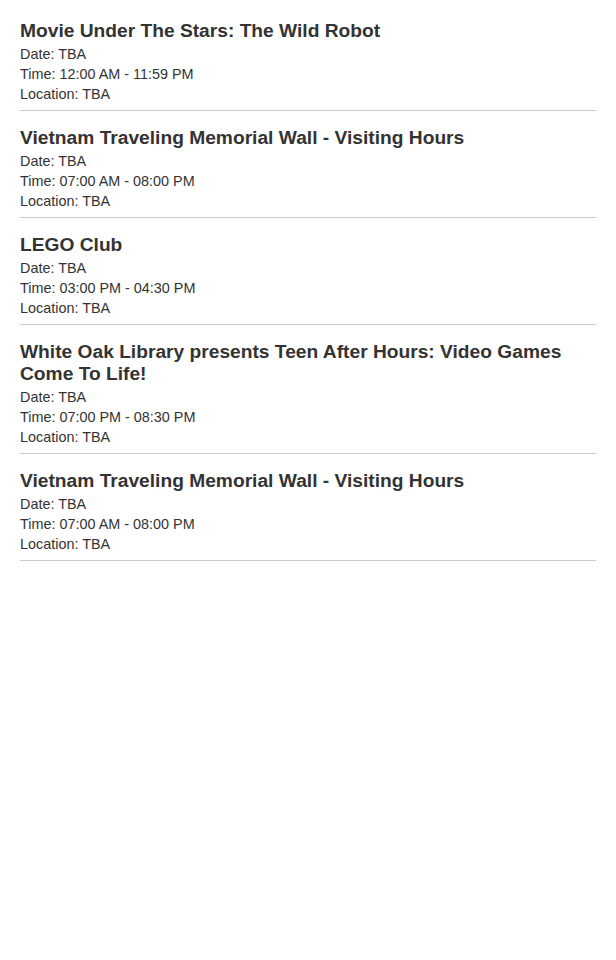 Movie Under The Stars: The Wild Robot
Date: TBA
Time: 12:00 AM - 11:59 PM
Location: TBA
Vietnam Traveling Memorial Wall - Visiting Hours
Date: TBA
Time: 07:00 AM - 08:00 PM
Location: TBA
LEGO Club
Date: TBA
Time: 03:00 PM - 04:30 PM
Location: TBA
White Oak Library presents Teen After Hours: Video Games
Come To Life!
Date: TBA
Time: 07:00 PM - 08:30 PM
Location: TBA
Vietnam Traveling Memorial Wall - Visiting Hours
Date: TBA
Time: 07:00 AM - 08:00 PM
Location: TBA